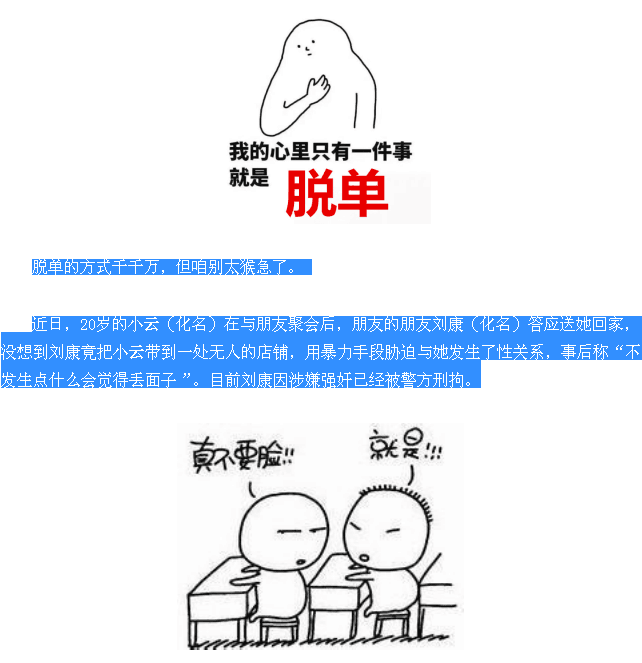 我的心里只有一件事
就是 脱单
脱单的方式千千万，但咱别太猴急了。
近日，20岁的小云（化名）在与朋友聚会后，朋友的朋友刘康（化名）答应送她回家，
没想到刘康竟把小云带到一处无人的店铺，用暴力手段胁迫与她发生了性关系，事后称“不
发生点什么会觉得丢面子 ”。目前刘康因涉嫌强奸已经被警方刑拘。
真不要脸!! 就是!!!